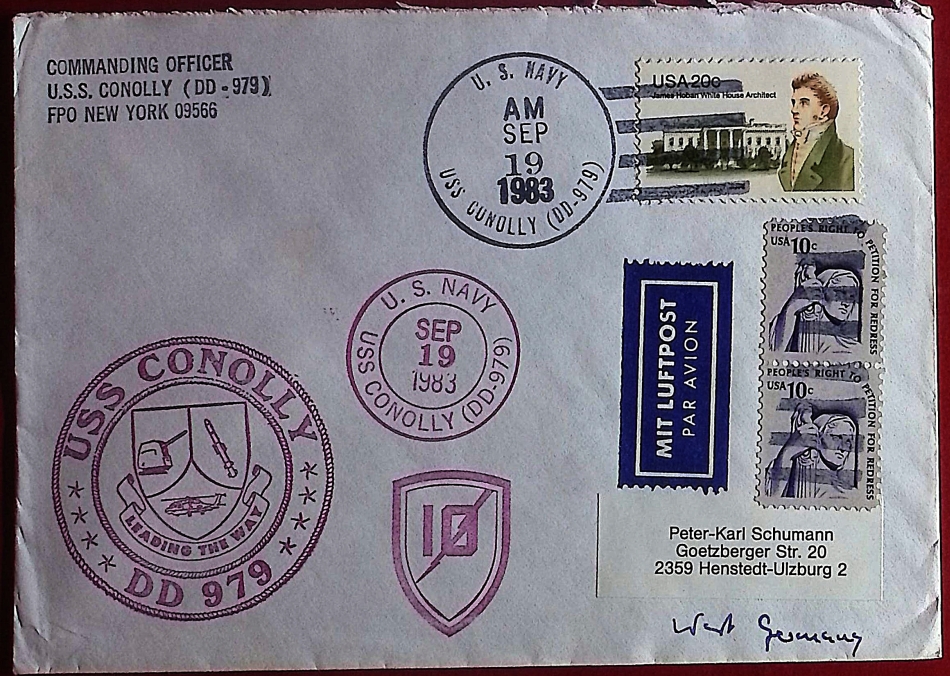 COMMANDING OFFICER
U.S.S. CONOLLY (DD-979)
FPO NEW YORK 09566
U. S. NAVY
AM
SEP
19
1983
USS CONOLLY (DD-979)
USA 20c
James Hoban White House Architect
PEOPLE'S RIGHT TO PETITION FOR REDRESS
USA 10c
PEOPLE'S RIGHT TO PETITION FOR REDRESS
USA 10c
MIT LUFTPOST
PAR AVION
U. S. NAVY
SEP
19
1983
USS CONOLLY (DD-979)
USS CONOLLY
LEADING THE WAY
DD 979
10
Peter-Karl Schumann
Goetzberger Str. 20
2359 Henstedt-Ulzburg 2
West Germany